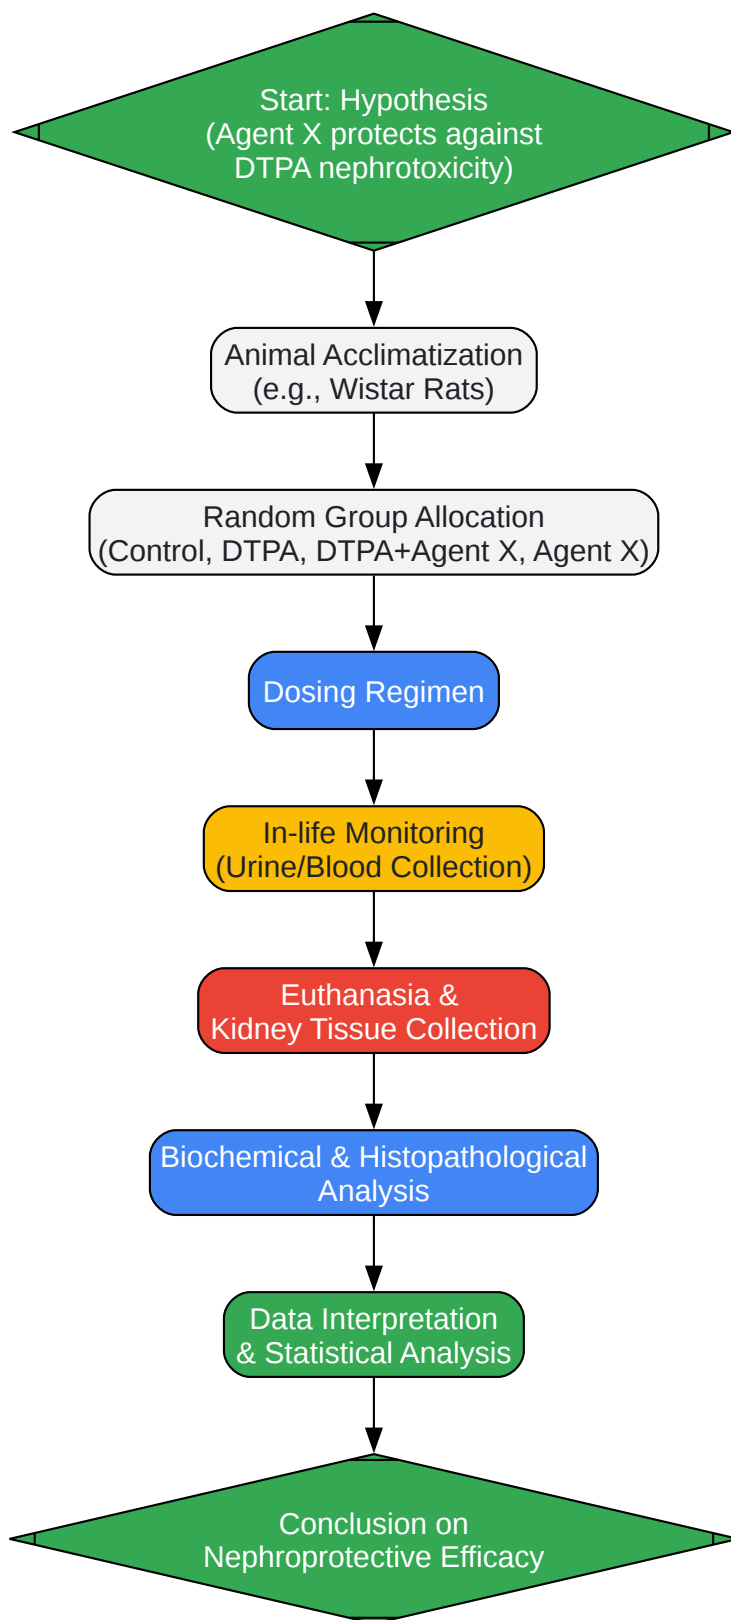 Start: Hypothesis
(Agent X protects against
DTPA nephrotoxicity)
Animal Acclimatization
(e.g., Wistar Rats)
Random Group Allocation
(Control, DTPA, DTPA+Agent X, Agent X)
Dosing Regimen
In-life Monitoring
(Urine/Blood Collection)
Euthanasia &
Kidney Tissue Collection
Biochemical & Histopathological
Analysis
Data Interpretation
& Statistical Analysis
Conclusion on
Nephroprotective Efficacy